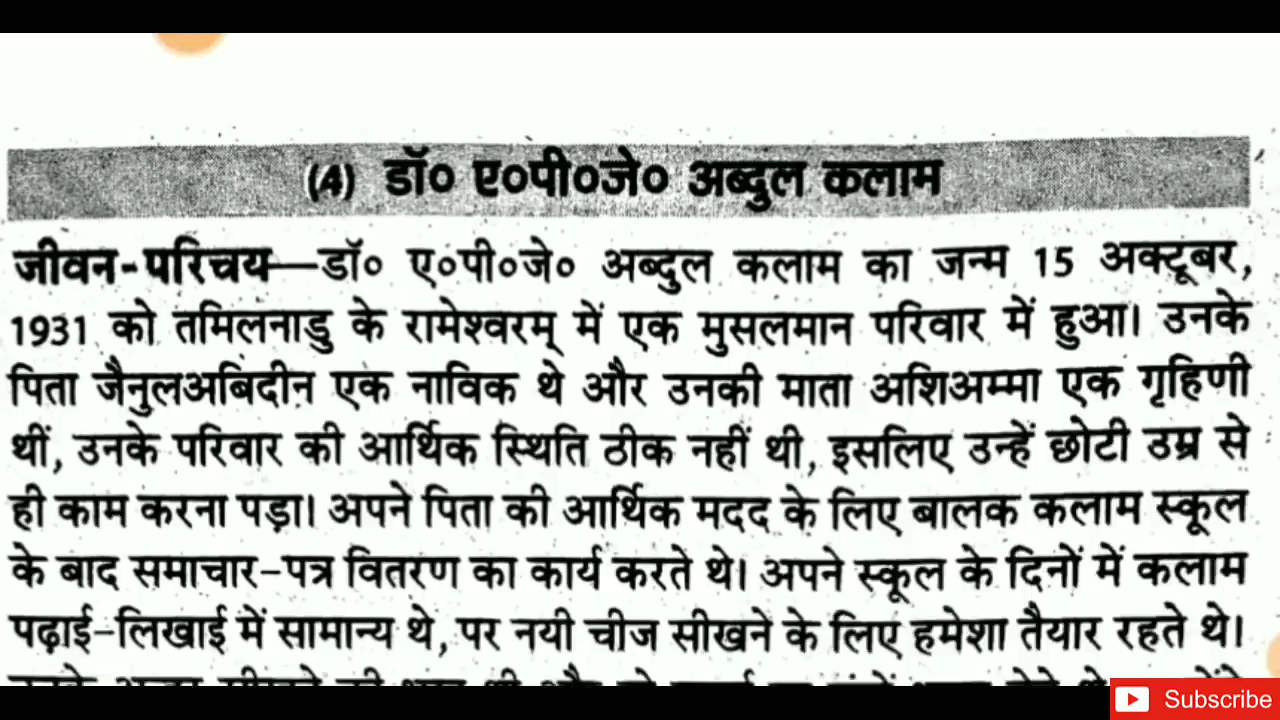 (4) डॉ० ए०पी०जे० अब्दुल कलाम
जीवन-परिचय—डॉ० ए०पी०जे० अब्दुल कलाम का जन्म 15 अक्टूबर,
1931 को तमिलनाडु के रामेश्वरम् में एक मुसलमान परिवार में हुआ। उनके
पिता जैनुलअबिदीन एक नाविक थे और उनकी माता अशिअम्मा एक गृहिणी
थीं, उनके परिवार की आर्थिक स्थिति ठीक नहीं थी, इसलिए उन्हें छोटी उम्र से
ही काम करना पड़ा। अपने पिता की आर्थिक मदद के लिए बालक कलाम स्कूल
के बाद समाचार-पत्र वितरण का कार्य करते थे। अपने स्कूल के दिनों में कलाम
पढ़ाई-लिखाई में सामान्य थे, पर नयी चीज सीखने के लिए हमेशा तैयार रहते थे।
Subscribe